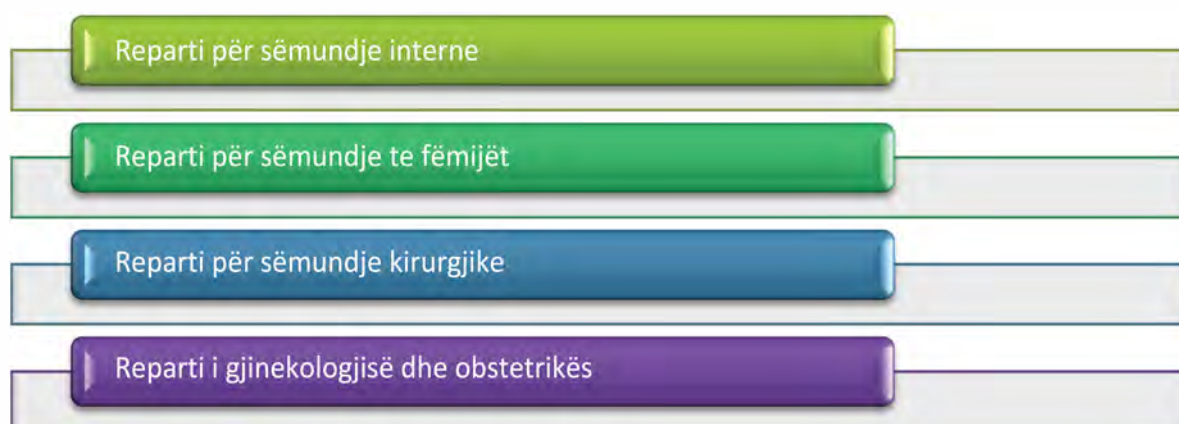 Reparti për sëmundje interne
Reparti për sëmundje te fëmijët
Reparti për sëmundje kirurgjike
Reparti i gjinekologjisë dhe obstetrikës